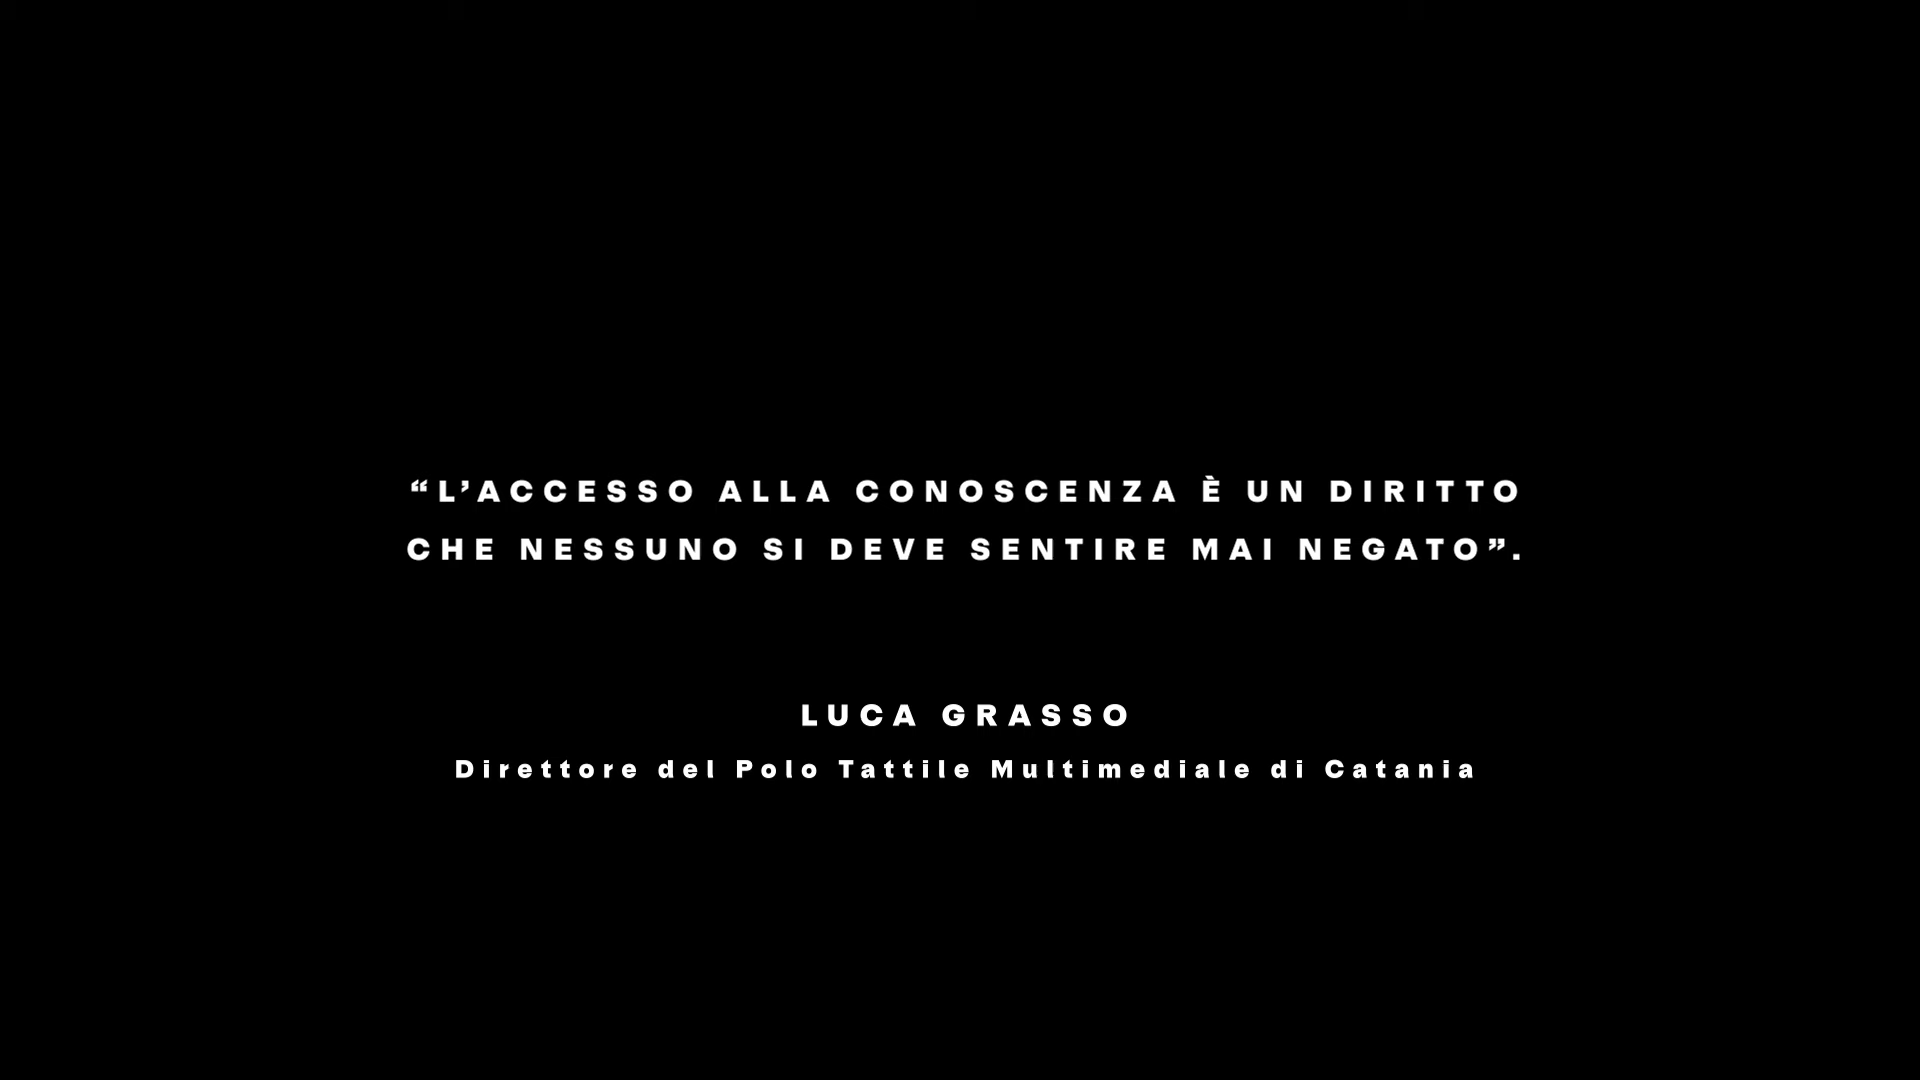 “L’ACCESSO ALLA CONOSCENZA È UN DIRITTO
CHE NESSUNO SI DEVE SENTIRE MAI NEGATO”.
LUCA GRASSO
Direttore del Polo Tattile Multimediale di Catania